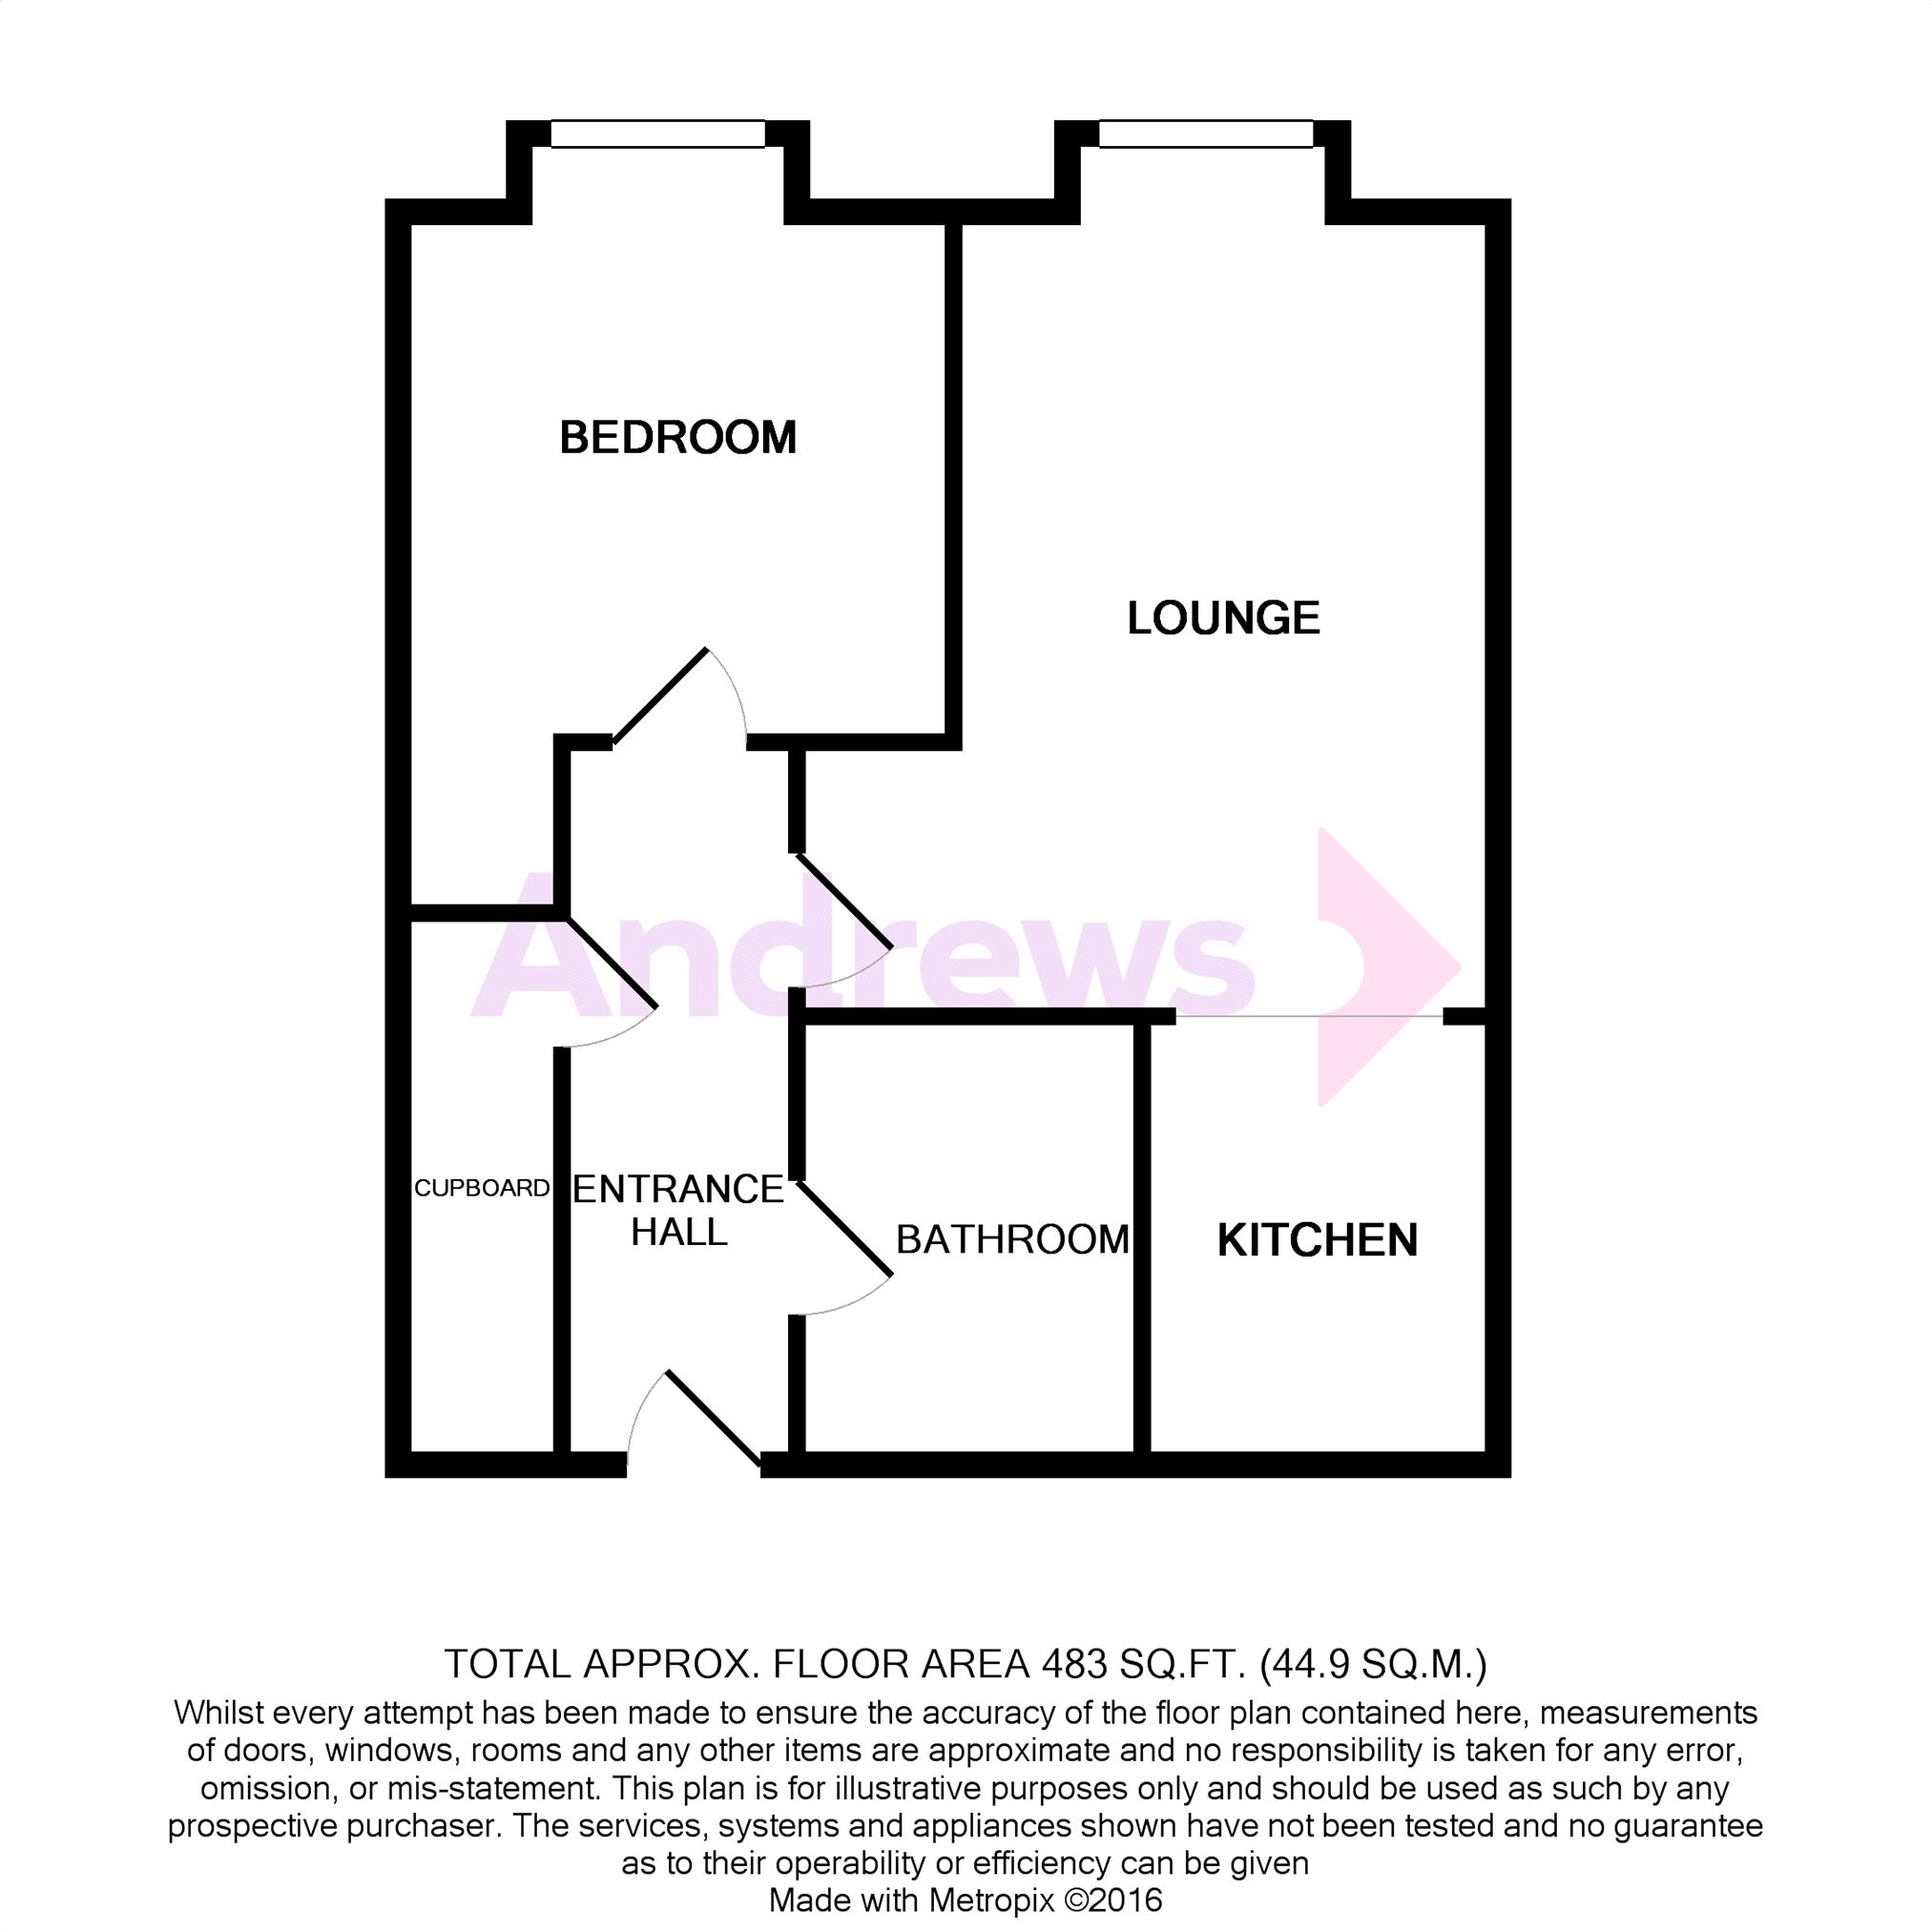 BEDROOM
LOUNGE
Andrews
CUPBOARD
ENTRANCE
HALL
BATHROOM
KITCHEN
TOTAL APPROX. FLOOR AREA 483 SQ.FT. (44.9 SQ.M.)
Whilst every attempt has been made to ensure the accuracy of the floor plan contained here, measurements
of doors, windows, rooms and any other items are approximate and no responsibility is taken for any error,
omission, or mis-statement. This plan is for illustrative purposes only and should be used as such by any
prospective purchaser. The services, systems and appliances shown have not been tested and no guarantee
as to their operability or efficiency can be given
Made with Metropix ©2016